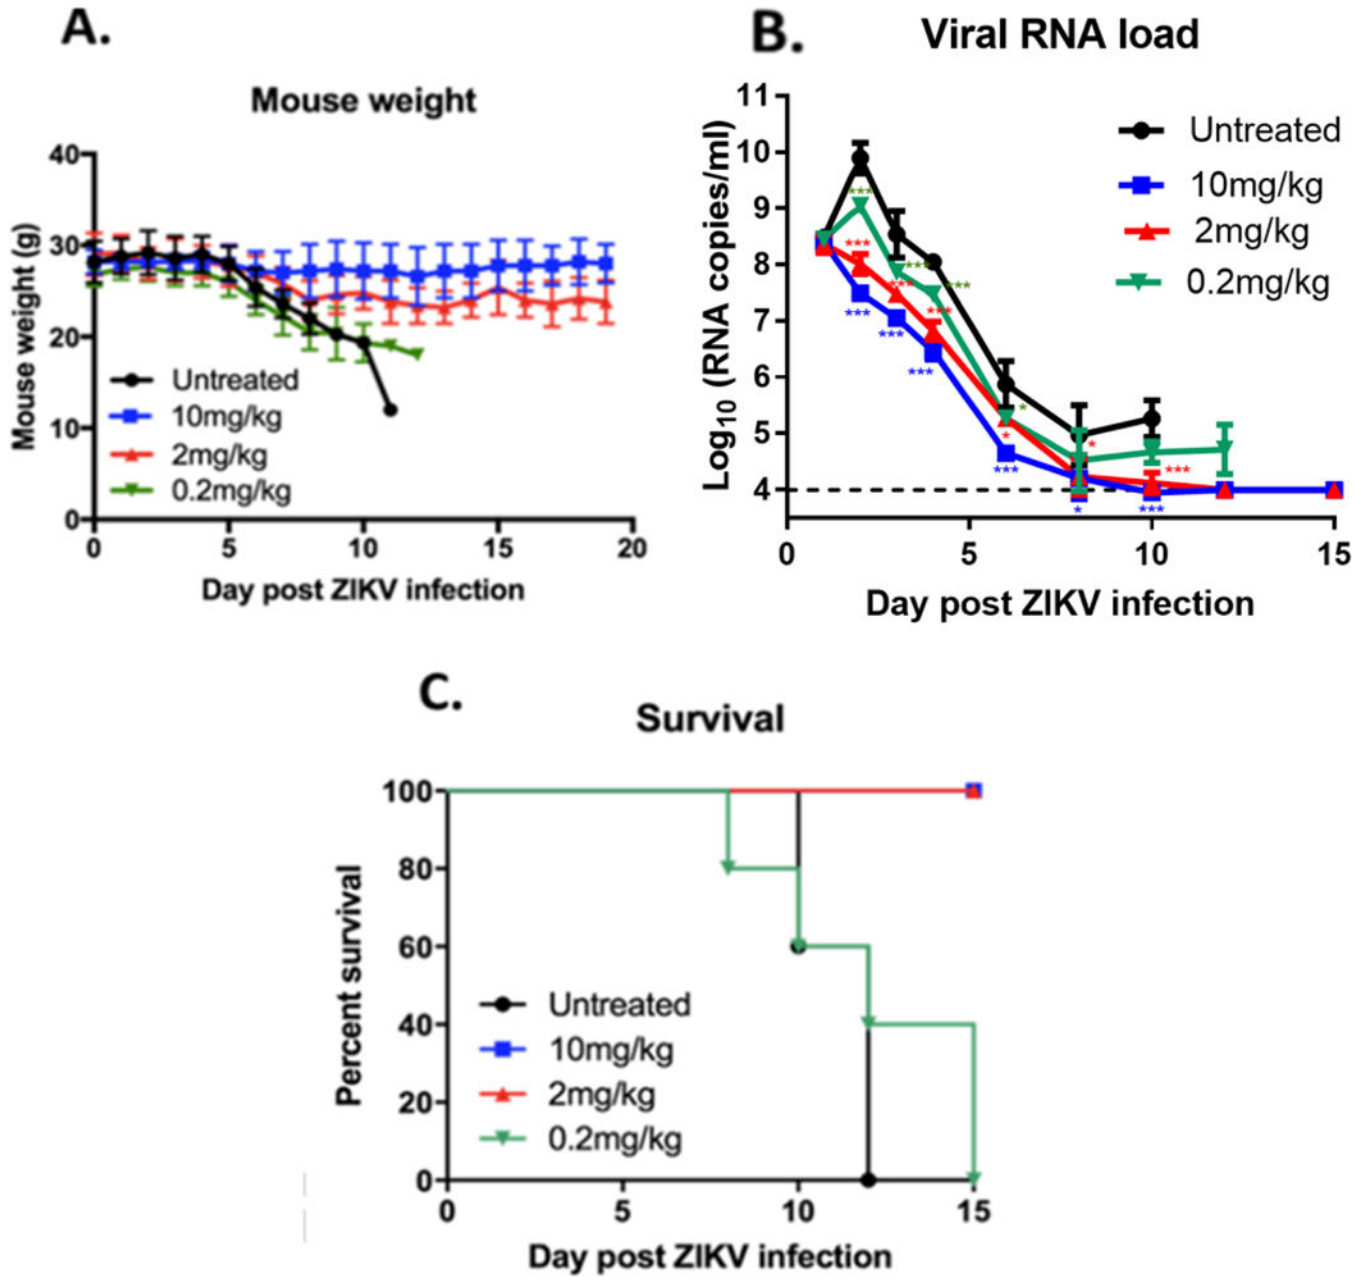 A.
Mouse weight
40
30
20
10
0
Mouse weight (g)
Untreated
10mg/kg
2mg/kg
0.2mg/kg
0 5 10 15 20
Day post ZIKV infection
B.
Viral RNA load
11
10
9
8
7
6
5
4
Log10 (RNA copies/ml)
Untreated
10mg/kg
2mg/kg
0.2mg/kg
***
***
***
***
***
***
***
***
***
*
*
***
*
*
***
***
0 5 10 15
Day post ZIKV infection
C.
Survival
100
80
60
40
20
0
Percent survival
Untreated
10mg/kg
2mg/kg
0.2mg/kg
0 5 10 15
Day post ZIKV infection